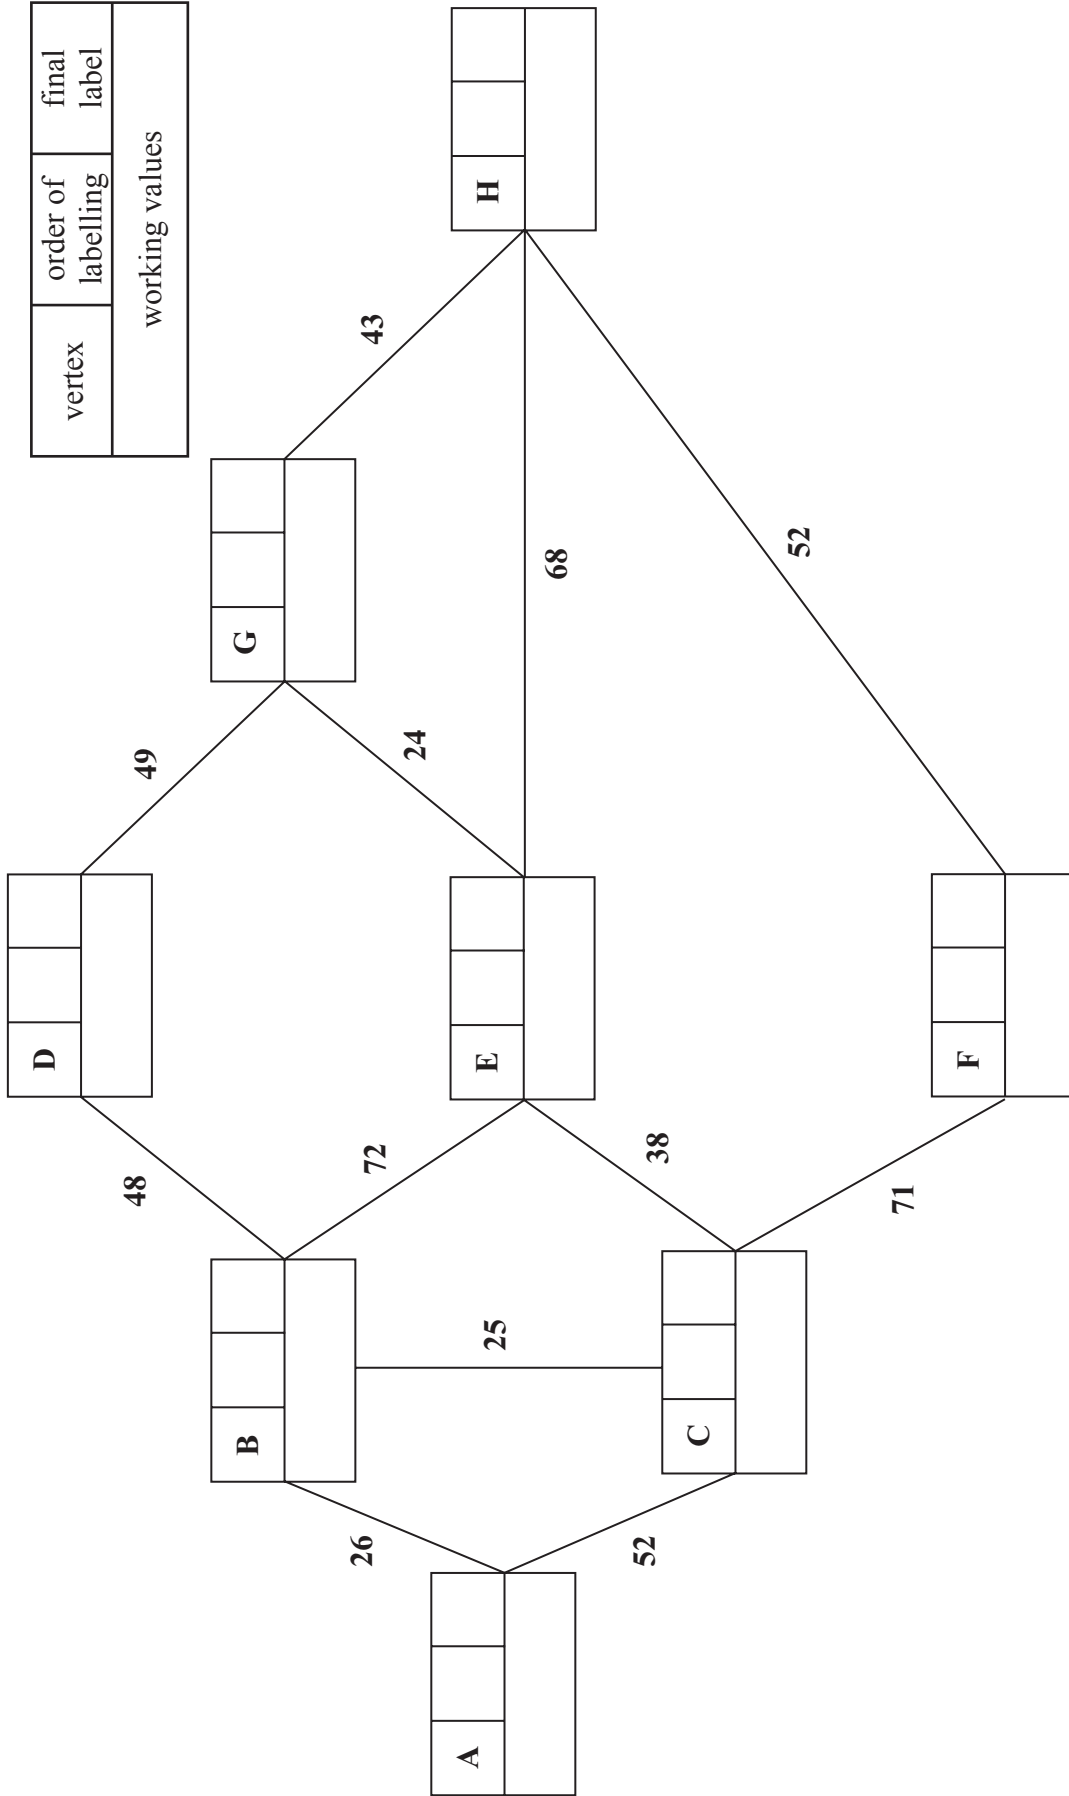 vertex
order of
labelling
final
label
working values
A
B
C
D
E
F
G
H
26
52
25
48
72
38
71
49
24
68
43
52